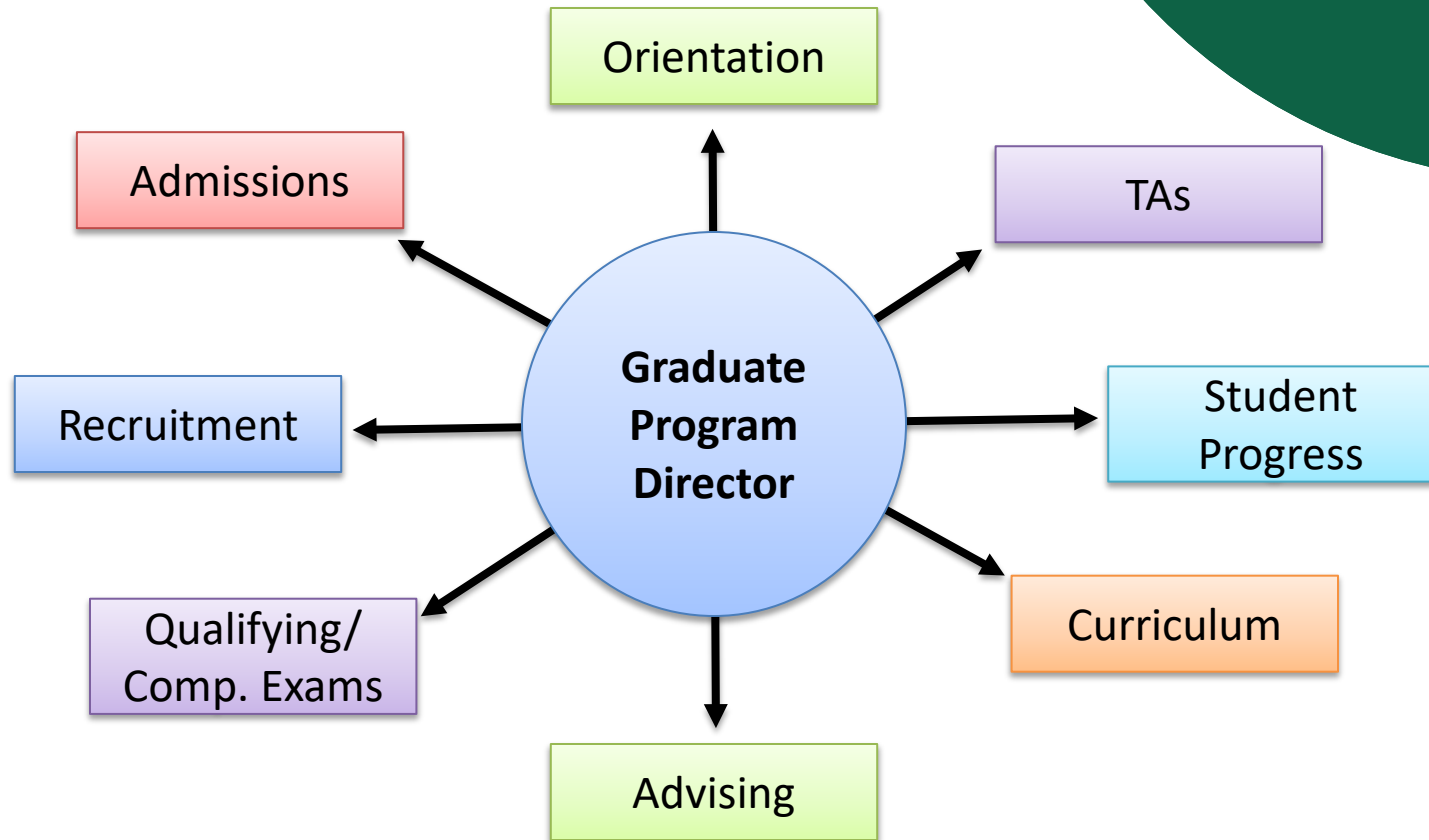 Orientation
Admissions
TAs
Graduate
Program
Director
Recruitment
Student
Progress
Qualifying/
Comp. Exams
Curriculum
Advising